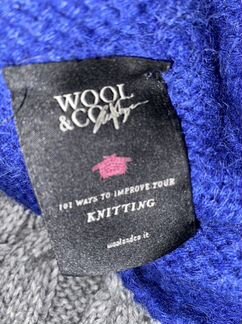 WOOL
&CO
101 WAYS TO IMPROVE YOUR
KNITTING
woolandco.it